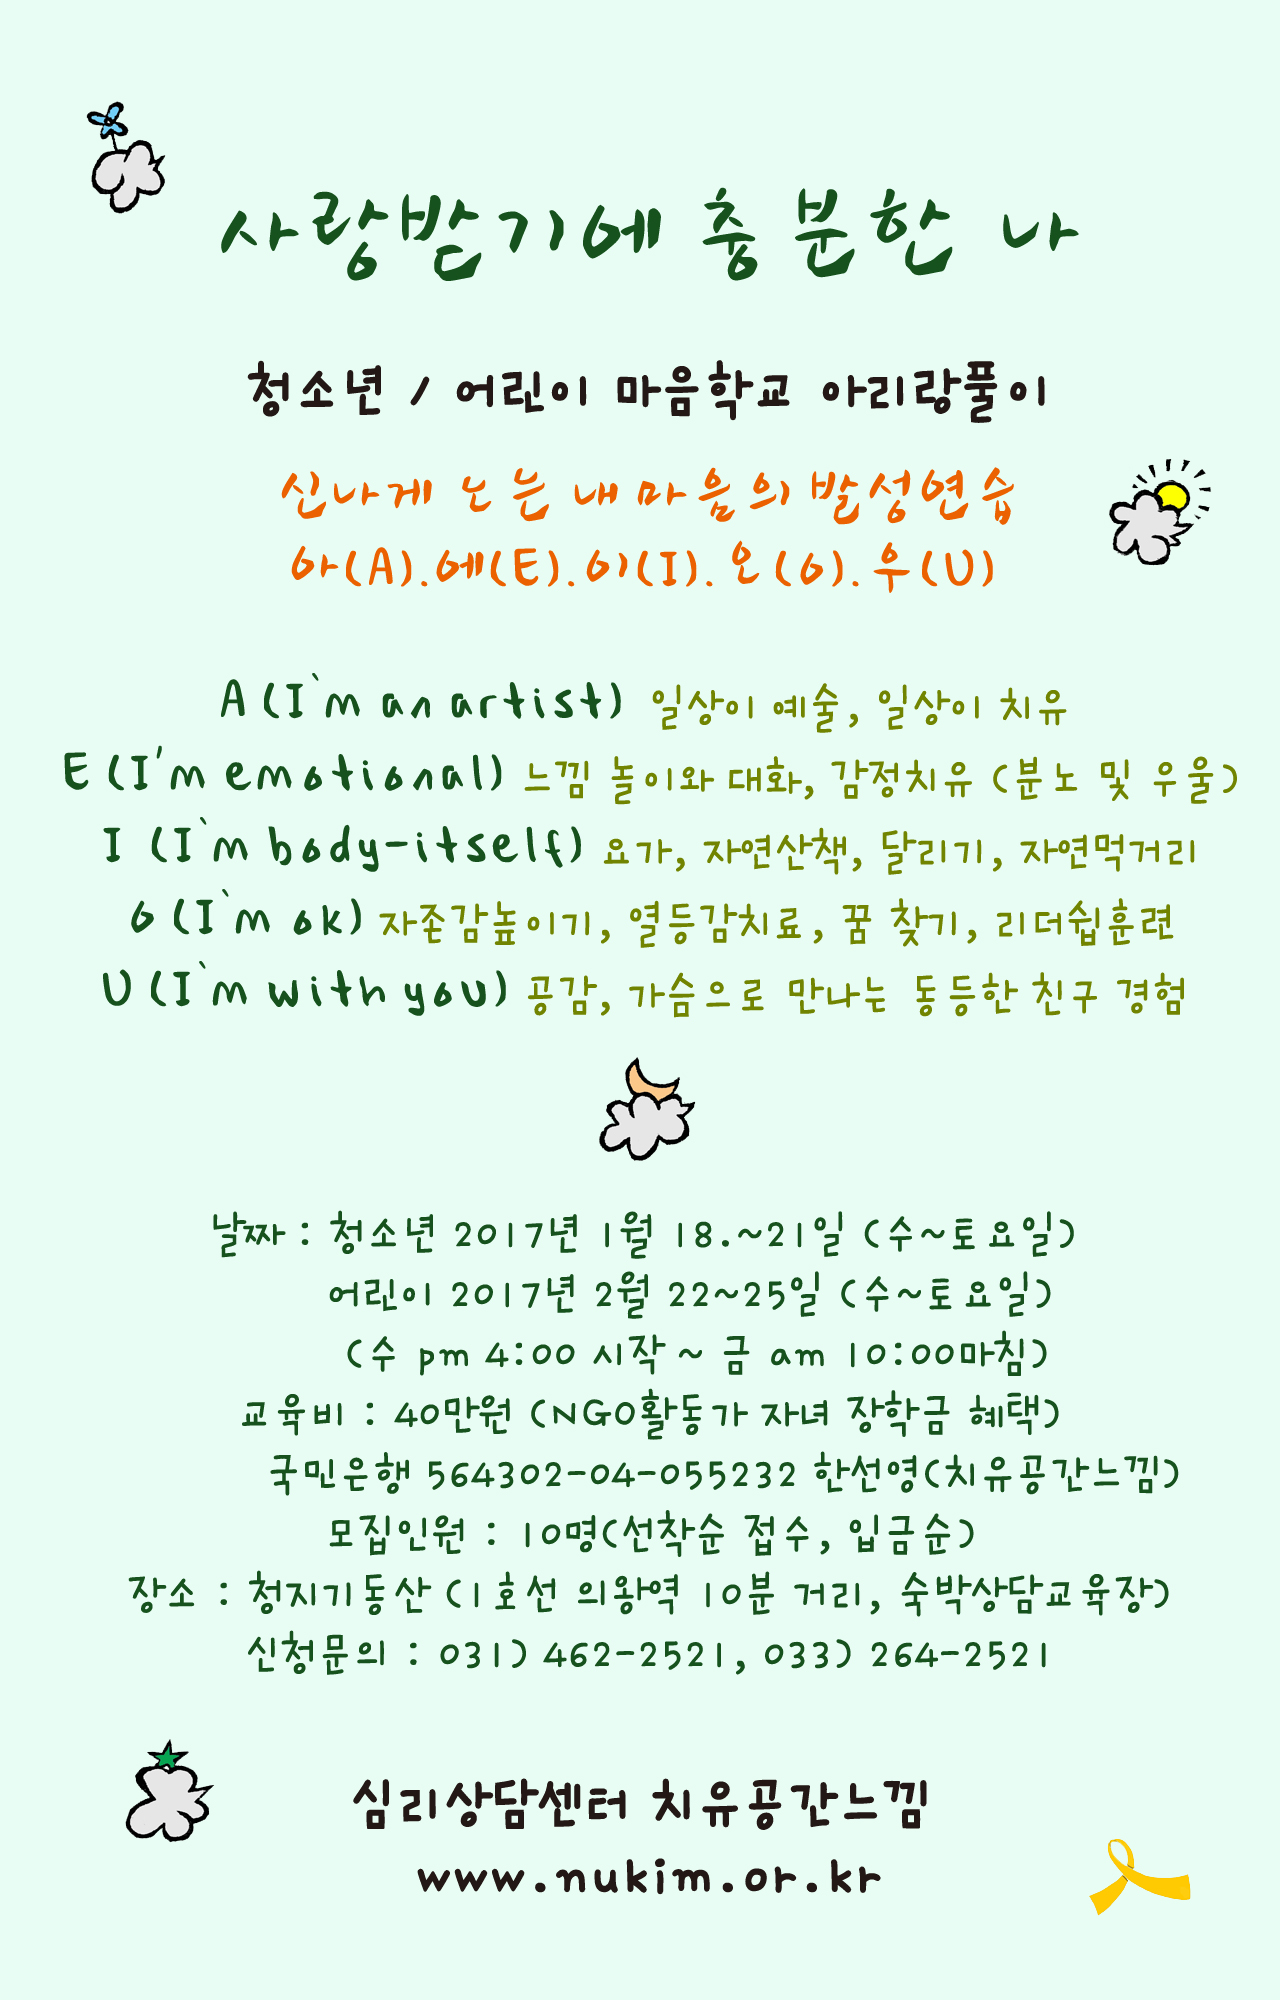 사랑받기에 충분한 나
청소년 / 어린이 마음학교 아리랑풀이
신나게 노는 내 마음의 발성연습
아(A).에(E).이(I).오(O).우(U)
A (I`m an artist) 일상이 예술, 일상이 치유
E (I'm emotional) 느낌 놀이와 대화, 감정치유 (분노 및 우울)
I (I`m body-itself) 요가, 자연산책, 달리기, 자연먹거리
O (I`m ok) 자존감높이기, 열등감치료, 꿈 찾기, 리더쉽훈련
U (I`m with you) 공감, 가슴으로 만나는 동등한 친구 경험
날짜 : 청소년 2017년 1월 18.~21일 (수~토요일)
어린이 2017년 2월 22~25일 (수~토요일)
(수 pm 4:00 시작 ~ 금 am 10:00마침)
교육비 : 40만원 (NGO활동가 자녀 장학금 혜택)
국민은행 564302-04-055232 한선영(치유공간느낌)
모집인원 : 10명(선착순 접수, 입금순)
장소 : 청지기동산 (1호선 의왕역 10분 거리, 숙박상담교육장)
신청문의 : 031) 462-2521, 033) 264-2521
심리상담센터 치유공간느낌
www.nukim.or.kr